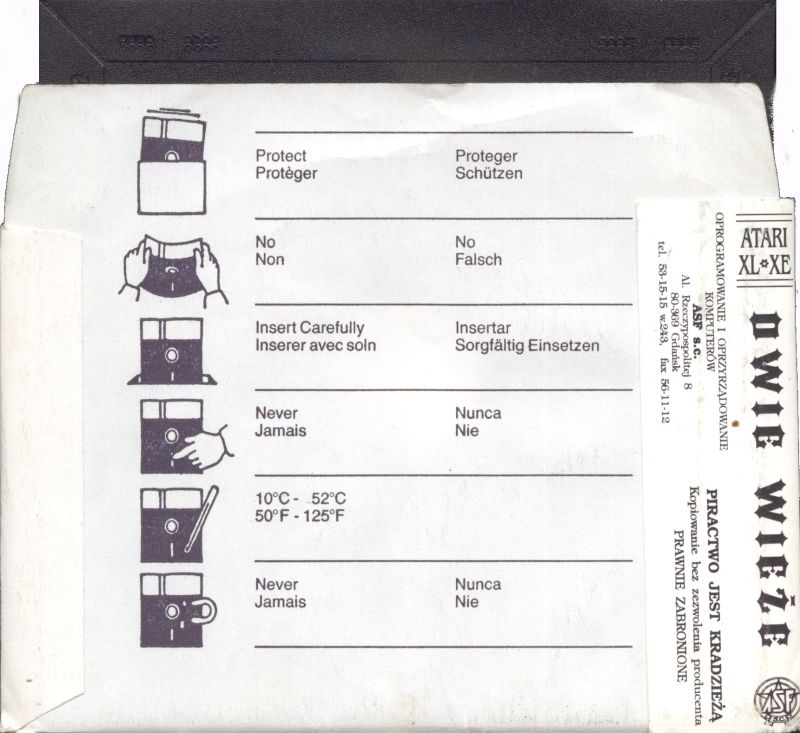 Protect
Protèger
Proteger
Schützen
No
Non
No
Falsch
Insert Carefully
Inserer avec soin
Insertar
Sorgfältig Einsetzen
Never
Jamais
Nunca
Nie
10°C - 52°C
50°F - 125°F
Never
Jamais
Nunca
Nie
ATARI
XL XE
DWIE WIEŻE
OPROGRAMOWANIE I OPRZYRZĄDOWANIE
KOMPUTERÓW
ASF s.c.
Al. Rzeczypospolitej 8
80-369 Gdańsk
tel. 53-15-15 w.243, fax 56-11-12
PIRACTWO JEST KRADZIEŻĄ
Kopiowanie bez zezwolenia producenta
PRAWNIE ZABRONIONE